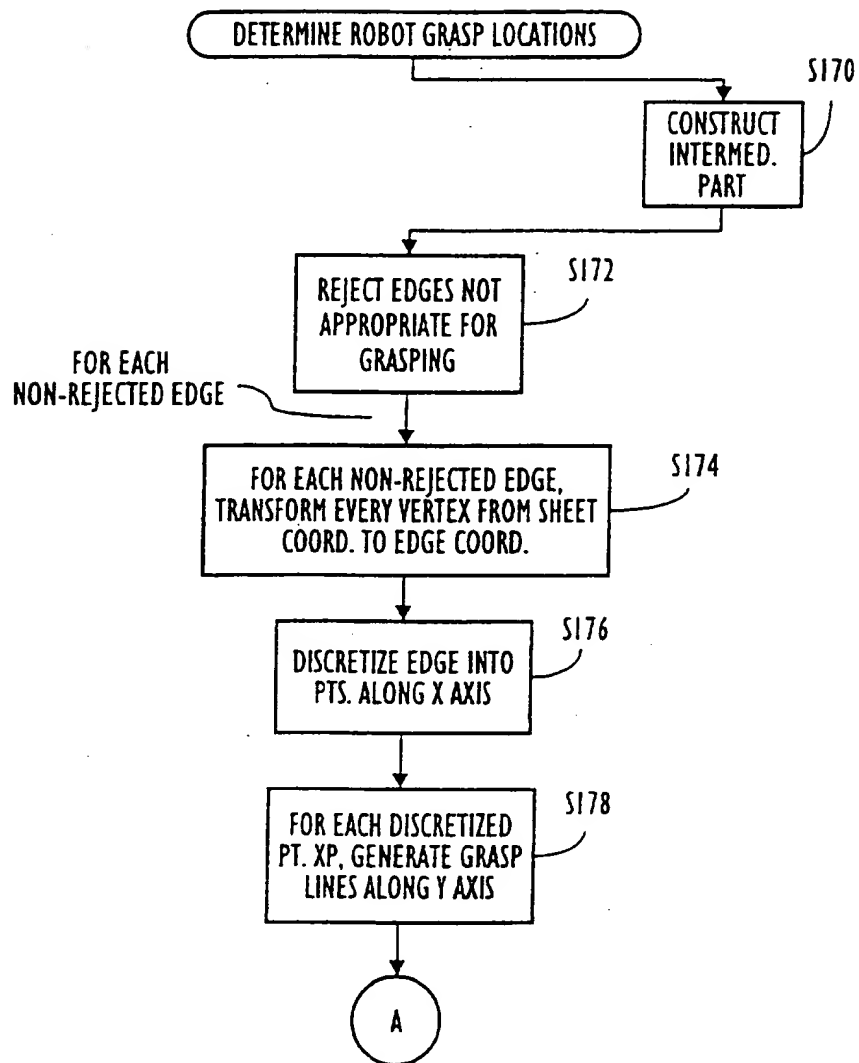 DETERMINE ROBOT GRASP LOCATIONS
S170
CONSTRUCT
INTERMED.
PART
S172
REJECT EDGES NOT
APPROPRIATE FOR
GRASPING
FOR EACH
NON-REJECTED EDGE
S174
FOR EACH NON-REJECTED EDGE,
TRANSFORM EVERY VERTEX FROM SHEET
COORD. TO EDGE COORD.
S176
DISCRETIZE EDGE INTO
PTS. ALONG X AXIS
S178
FOR EACH DISCRETIZED
PT. XP, GENERATE GRASP
LINES ALONG Y AXIS
A